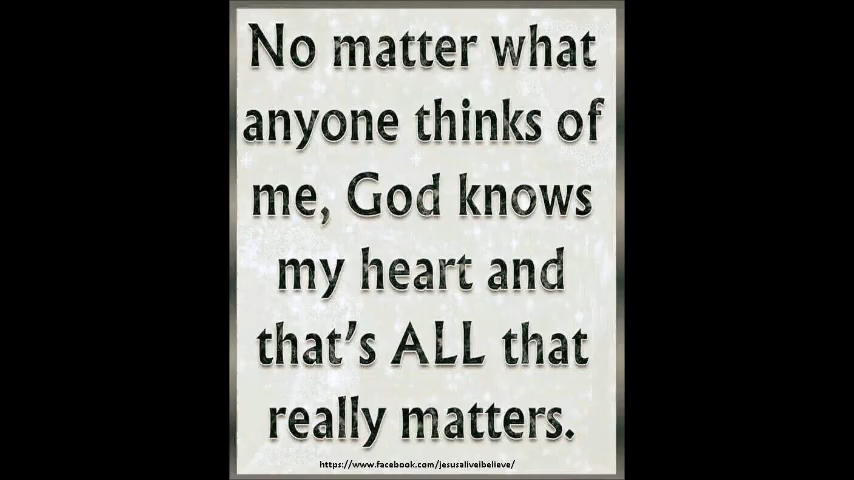 No matter what
anyone thinks of
me, God knows
my heart and
that's ALL that
really matters.
https://www.facebook.com/jesusaliveibelieve/